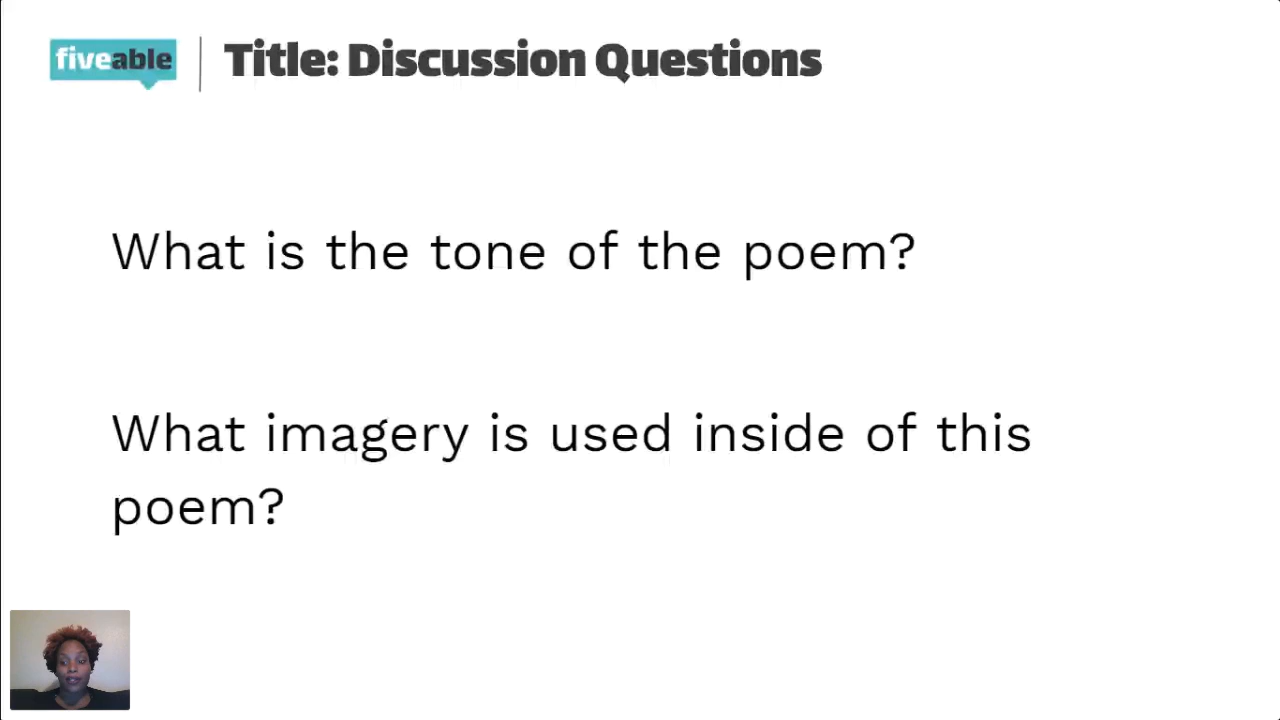 fiveable
Title: Discussion Questions
What is the tone of the poem?
What imagery is used inside of this
poem?